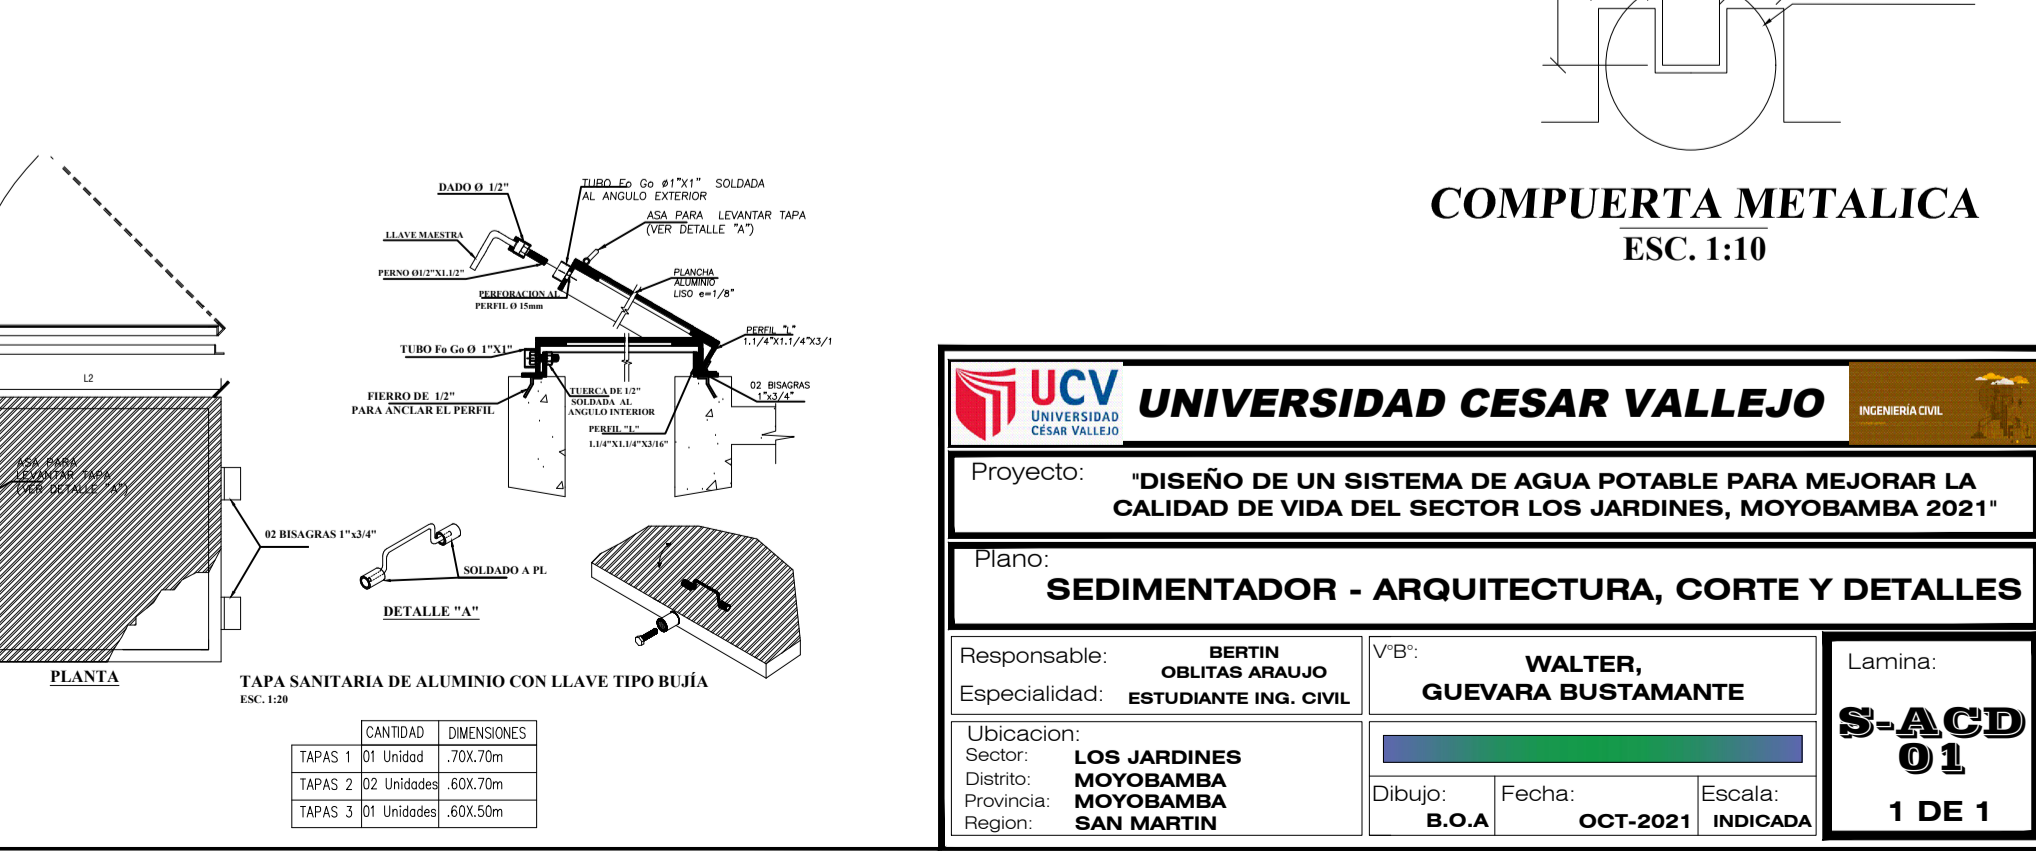 COMPUERTA METALICA
ESC. 1:10
DADO Ø 1/2"
TUBO Fo Go ø1"X1" SOLDADA
AL ANGULO EXTERIOR
ASA PARA LEVANTAR TAPA
(VER DETALLE "A")
LLAVE MAESTRA
PERNO Ø1/2"X1.1/2"
PERFORACION AL
PERFIL Ø 15mm
PLANCHA
ALUMINIO
LISO e=1/8"
PERFIL "L"
1.1/4"X1.1/4"X3/1
TUBO Fo Go Ø 1"X1"
FIERRO DE 1/2"
PARA ANCLAR EL PERFIL
TUERCA DE 1/2"
SOLDADA AL
ANGULO INTERIOR
PERFIL "L"
1.1/4"X1.1/4"X3/16"
02 BISAGRAS
1"x3/4"
L2
ASA PARA
LEVANTAR TAPA
(VER DETALLE "A")
02 BISAGRAS 1"x3/4"
SOLDADO A PL
DETALLE "A"
PLANTA
TAPA SANITARIA DE ALUMINIO CON LLAVE TIPO BUJÍA
ESC. 1:20
CANTIDAD DIMENSIONES
TAPAS 1 01 Unidad .70X.70m
TAPAS 2 02 Unidades .60X.70m
TAPAS 3 01 Unidades .60X.50m
UCV
UNIVERSIDAD
CÉSAR VALLEJO
UNIVERSIDAD CESAR VALLEJO
INGENIERÍA CIVIL
Proyecto: "DISEÑO DE UN SISTEMA DE AGUA POTABLE PARA MEJORAR LA
CALIDAD DE VIDA DEL SECTOR LOS JARDINES, MOYOBAMBA 2021"
Plano:
SEDIMENTADOR - ARQUITECTURA, CORTE Y DETALLES
Responsable: BERTIN
OBLITAS ARAUJO
Especialidad: ESTUDIANTE ING. CIVIL
V°B°: WALTER,
GUEVARA BUSTAMANTE
Lamina:
S-ACD
01
1 DE 1
Ubicacion:
Sector: LOS JARDINES
Distrito: MOYOBAMBA
Provincia: MOYOBAMBA
Region: SAN MARTIN
Dibujo: B.O.A
Fecha: OCT-2021
Escala: INDICADA